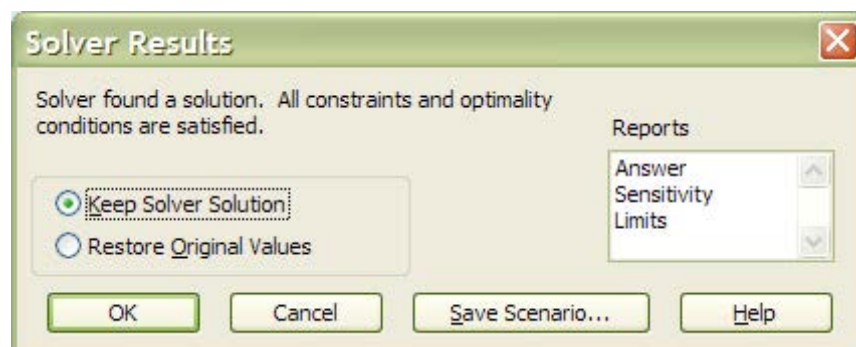 Solver Results
Solver found a solution. All constraints and optimality
conditions are satisfied.
Reports
Answer
Sensitivity
Limits
Keep Solver Solution
Restore Original Values
OK Cancel Save Scenario... Help